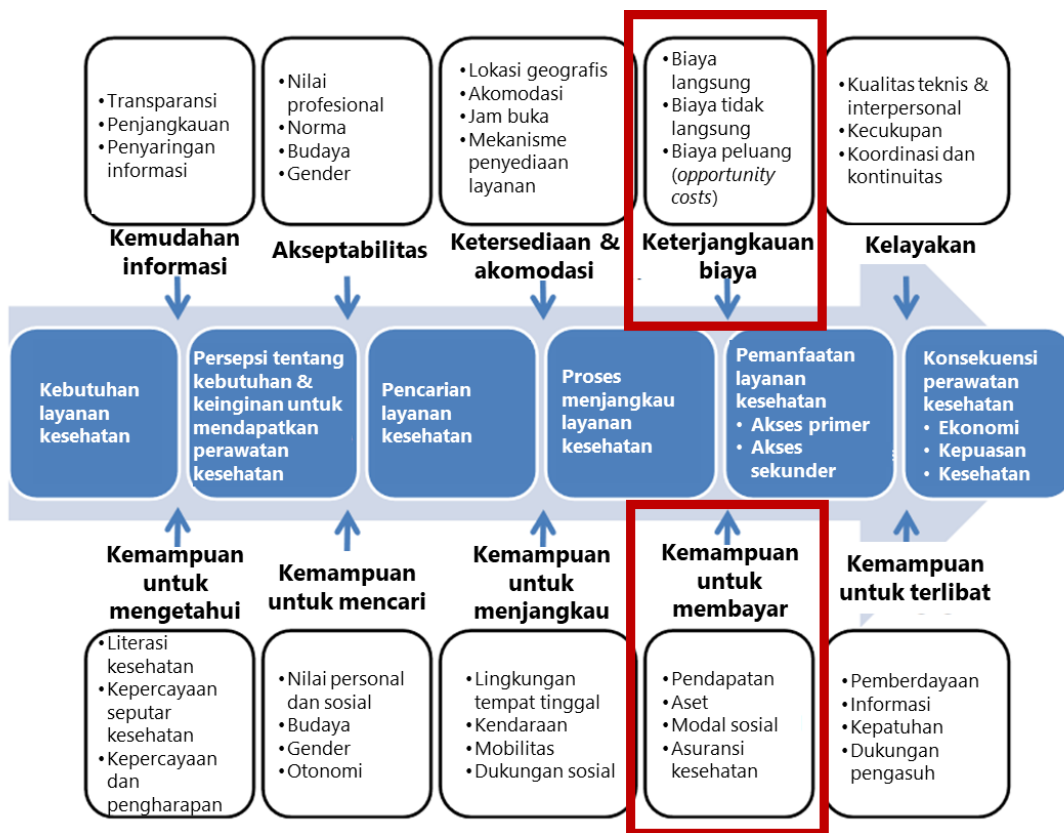 • Transparansi
• Penjangkauan
• Penyaringan
informasi
Kemudahan
informasi
• Nilai
profesional
• Norma
• Budaya
• Gender
Akseptabilitas
• Lokasi geografis
• Akomodasi
• Jam buka
• Mekanisme
penyediaan
layanan
Ketersediaan &
akomodasi
• Biaya
langsung
• Biaya tidak
langsung
• Biaya peluang
(opportunity
costs)
Keterjangkauan
biaya
• Kualitas teknis &
interpersonal
• Kecukupan
• Koordinasi dan
kontinuitas
Kelayakan
Kebutuhan
layanan
kesehatan
Persepsi tentang
kebutuhan &
keinginan untuk
mendapatkan
perawatan
kesehatan
Pencarian
layanan
kesehatan
Proses
menjangkau
layanan
kesehatan
Pemanfaatan
layanan
kesehatan
• Akses primer
• Akses
sekunder
Konsekuensi
perawatan
kesehatan
• Ekonomi
• Kepuasan
• Kesehatan
Kemampuan
untuk
mengetahui
• Literasi
kesehatan
• Kepercayaan
seputar
kesehatan
• Kepercayaan
dan
pengharapan
Kemampuan
untuk mencari
• Nilai personal
dan sosial
• Budaya
• Gender
• Otonomi
Kemampuan
untuk
menjangkau
• Lingkungan
tempat tinggal
• Kendaraan
• Mobilitas
• Dukungan sosial
Kemampuan
untuk
membayar
• Pendapatan
• Aset
• Modal sosial
• Asuransi
kesehatan
Kemampuan
untuk terlibat
• Pemberdayaan
• Informasi
• Kepatuhan
• Dukungan
pengasuh